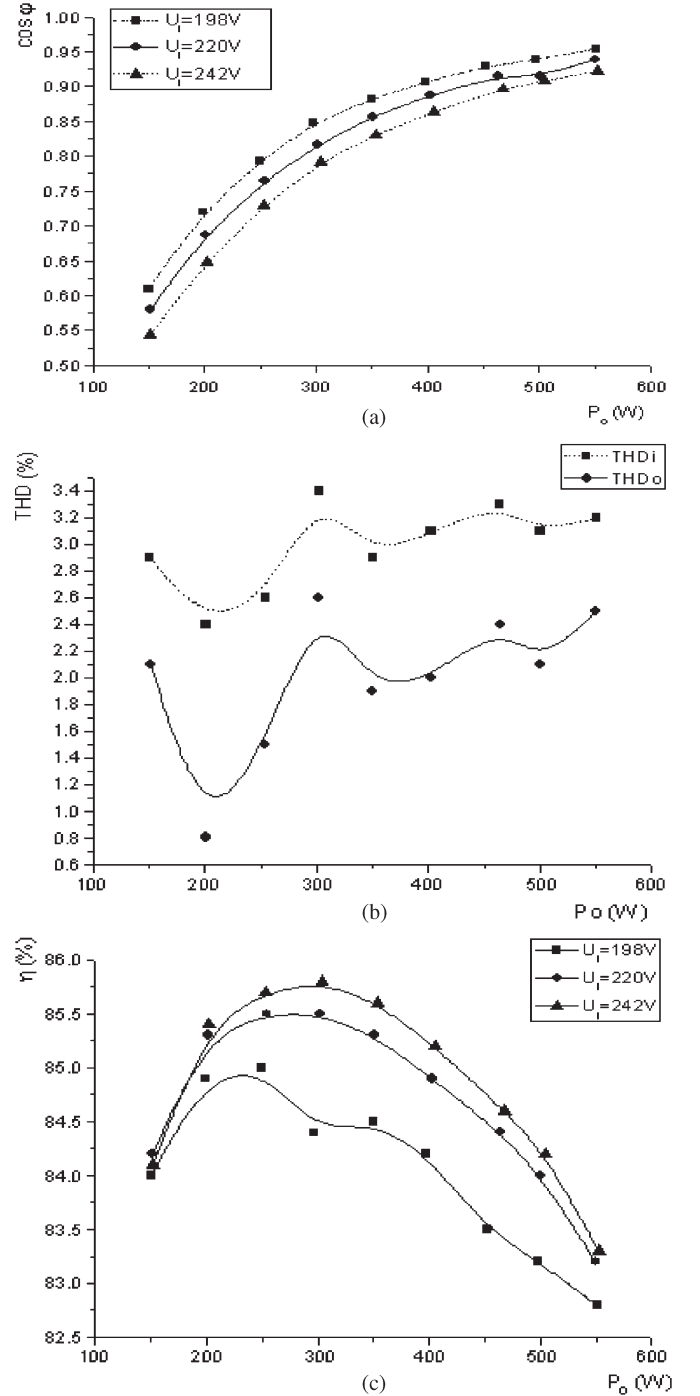 cosφ
1.00
0.95
0.90
0.85
0.80
0.75
0.70
0.65
0.60
0.55
0.50
U_i=198V
U_i=220V
U_i=242V
100 200 300 400 500 600
P_o (W)
(a)
THD (%)
3.4
3.2
3.0
2.8
2.6
2.4
2.2
2.0
1.8
1.6
1.4
1.2
1.0
0.8
0.6
THDi
THDo
100 200 300 400 500 600
Po (W)
(b)
η (%)
86.0
85.5
85.0
84.5
84.0
83.5
83.0
82.5
U_i=198V
U_i=220V
U_i=242V
100 200 300 400 500 600
P_o (W)
(c)